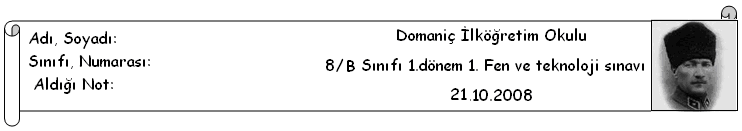 Adı, Soyadı:
Sınıfı, Numarası:
Aldığı Not:
Domaniç İlköğretim Okulu
8/B Sınıfı 1.dönem 1. Fen ve teknoloji sınavı
21.10.2008